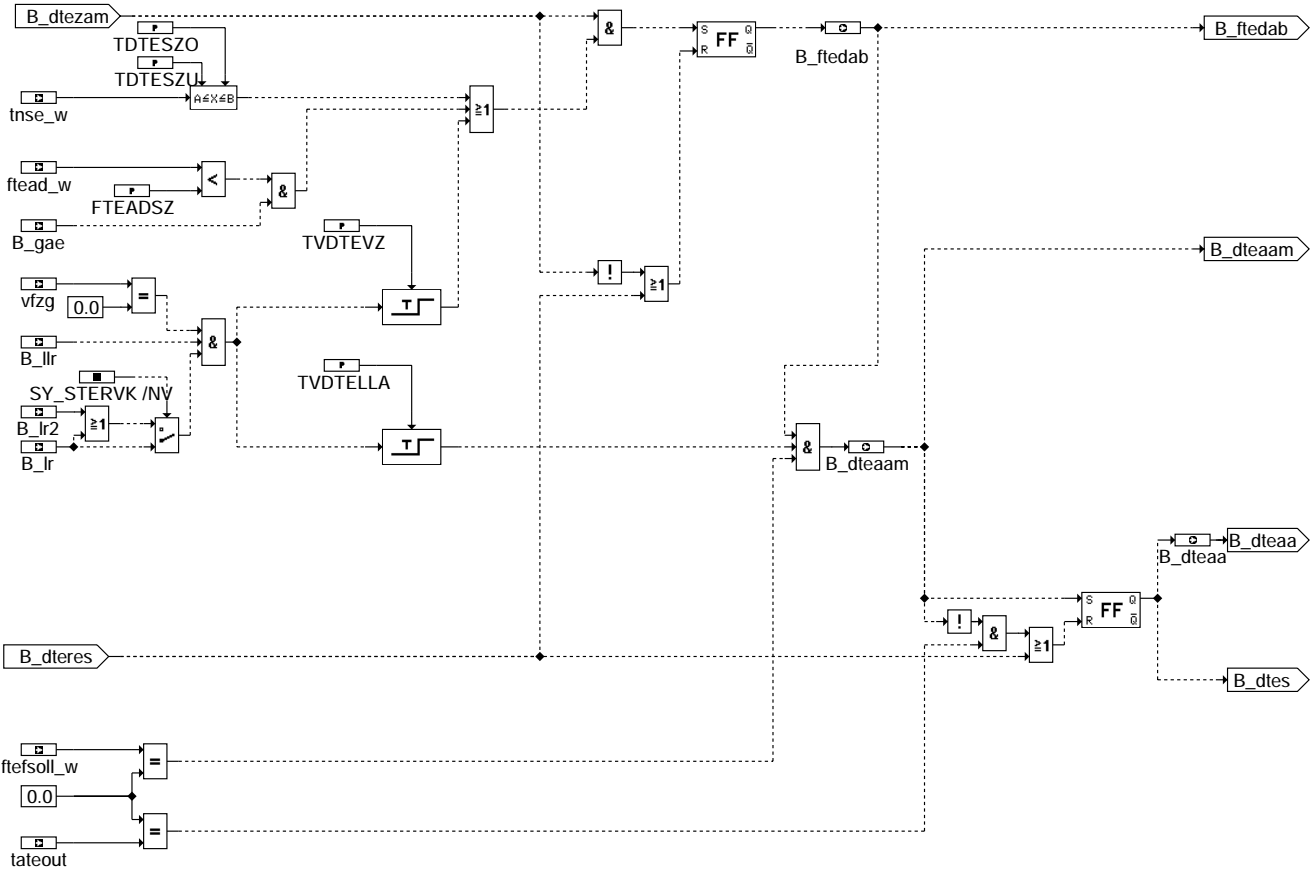 B_dtezam
TDTESZO
TDTESZU
tnse_w
A≦X≦B
≧1
&
S Q
R Q̅
FF
B_ftedab
B_ftedab
ftead_w
FTEADSZ
<
&
B_gae
TVDTEVZ
T
!
≧1
B_dteaam
vfzg
0.0
=
B_llr
&
SY_STERVK /NV
B_lr2
≧1
B_lr
TVDTELLA
T
&
B_dteaam
B_dteaa
B_dteaa
S Q
R Q̅
FF
!
&
≧1
B_dteres
B_dtes
ftefsoll_w
=
0.0
=
tateout